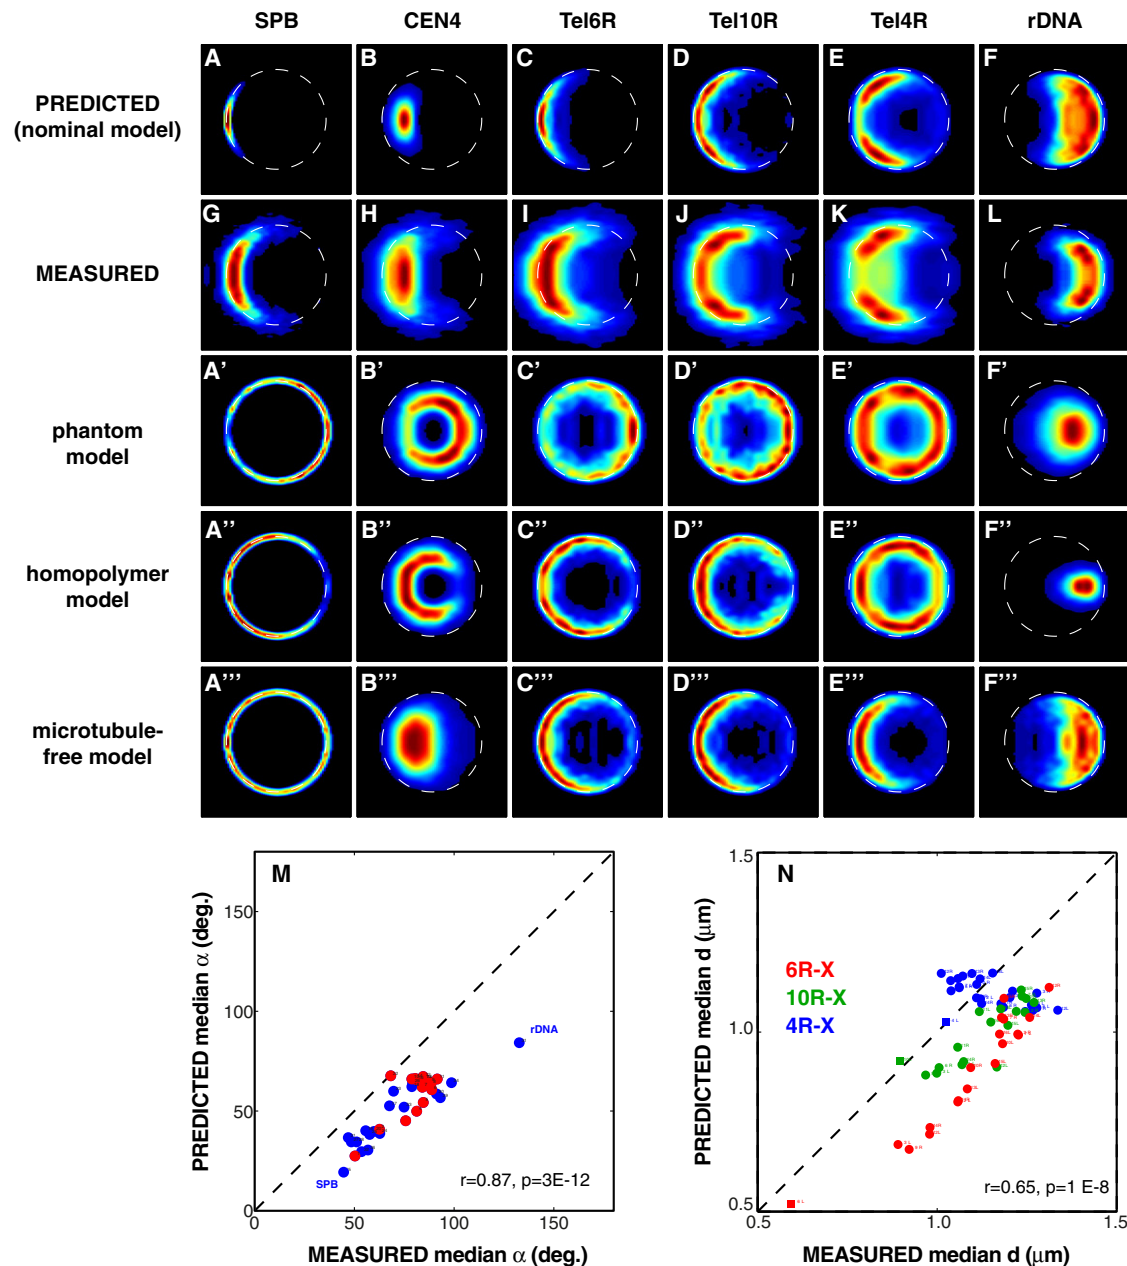 SPB CEN4 Tel6R Tel10R Tel4R rDNA
PREDICTED
(nominal model)
A B C D E F
MEASURED
G H I J K L
phantom
model
A' B' C' D' E' F'
homopolymer
model
A'' B'' C'' D'' E'' F''
microtubule-
free model
A''' B''' C''' D''' E''' F'''
M
PREDICTED median α (deg.)
150
100
50
0
0 50 100 150
rDNA
SPB
r=0.87, p=3E-12
MEASURED median α (deg.)
N
PREDICTED median d (μm)
1.5
1.0
0.5
0.5 1.0 1.5
6R-X
10R-X
4R-X
r=0.65, p=1 E-8
MEASURED median d (μm)